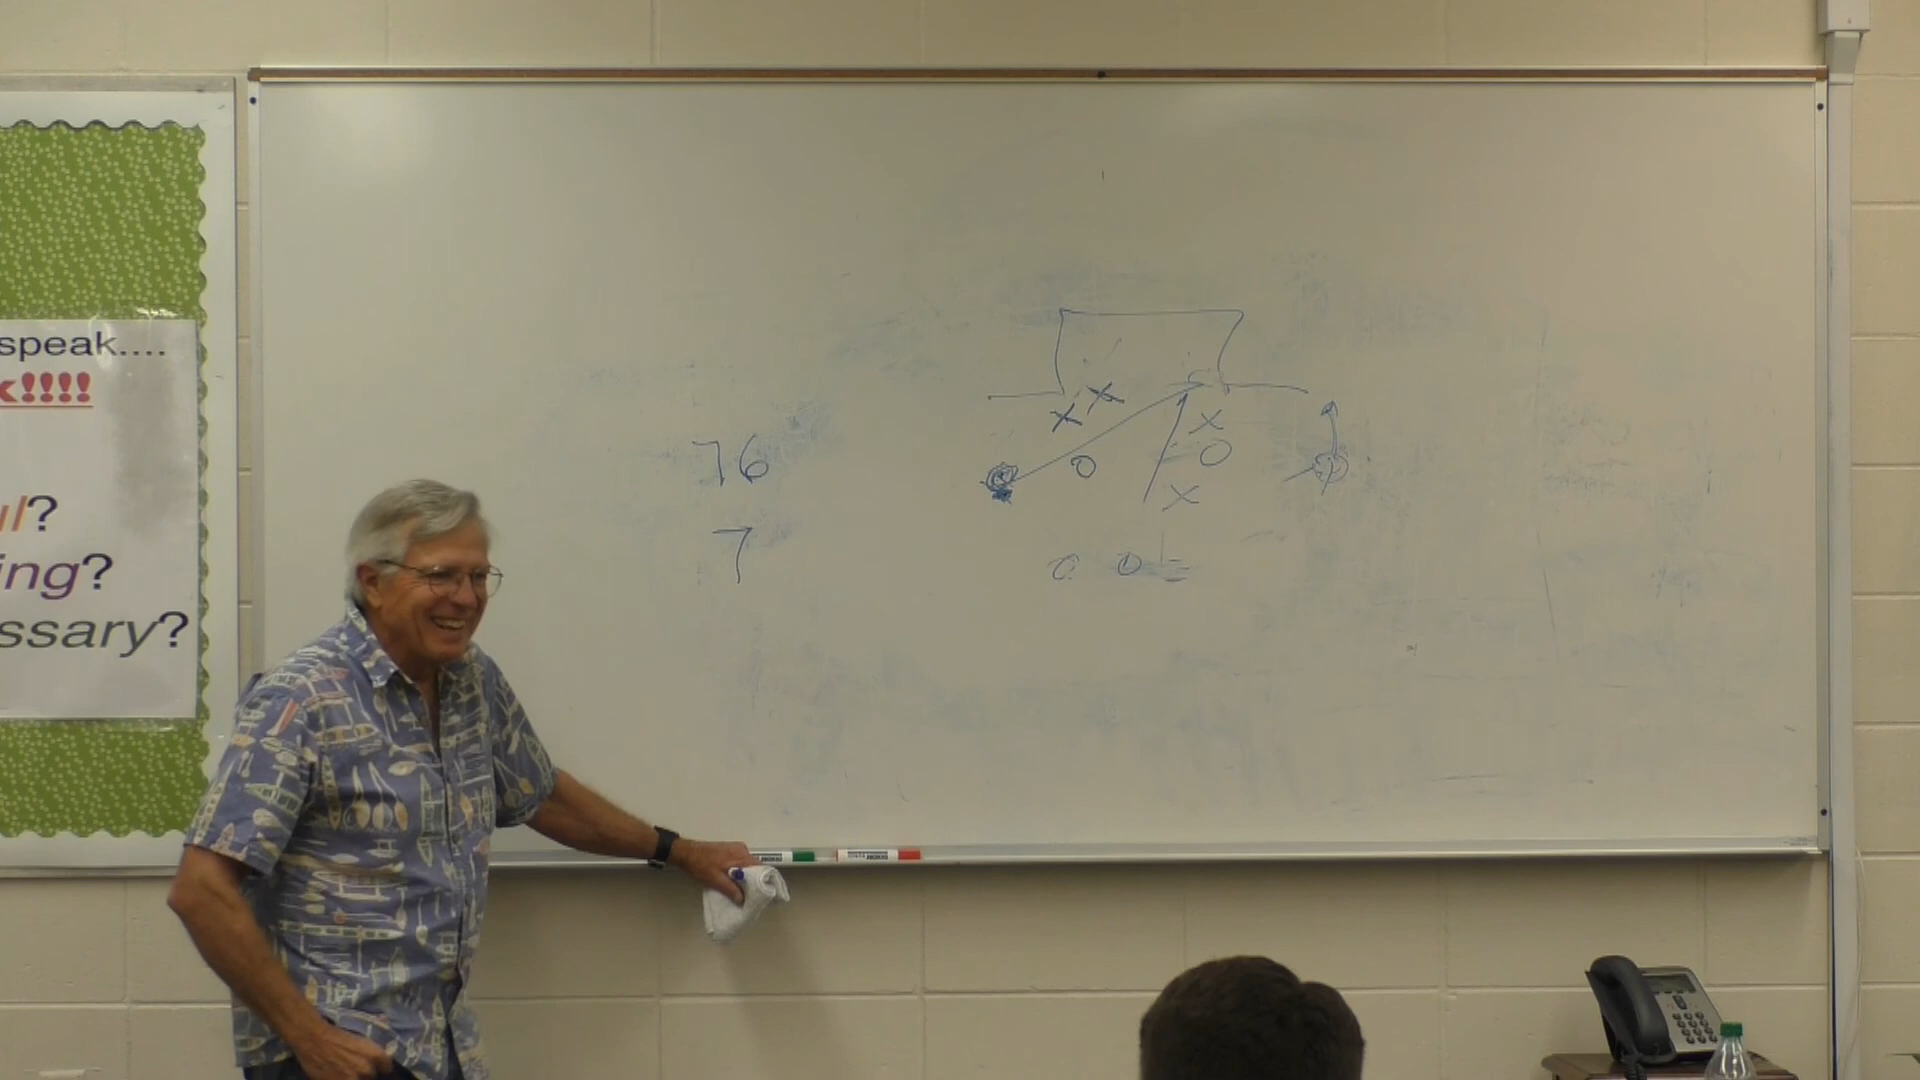 speak....
k!!!!
ul?
ing?
ssary?
76
7
X X
X
O O
X
O O